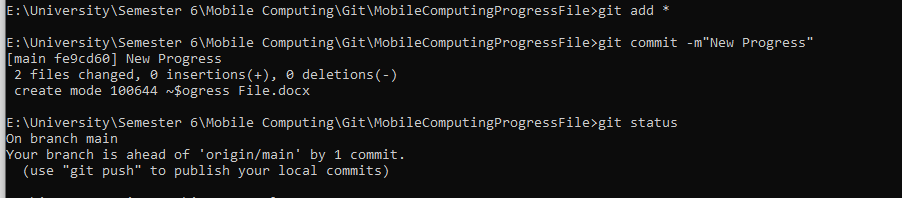 E:\University\Semester 6\Mobile Computing\Git\MobileComputingProgressFile>git add *
E:\University\Semester 6\Mobile Computing\Git\MobileComputingProgressFile>git commit -m"New Progress"
[main fe9cd60] New Progress
 2 files changed, 0 insertions(+), 0 deletions(-)
 create mode 100644 ~$ogress File.docx
E:\University\Semester 6\Mobile Computing\Git\MobileComputingProgressFile>git status
On branch main
Your branch is ahead of 'origin/main' by 1 commit.
  (use "git push" to publish your local commits)